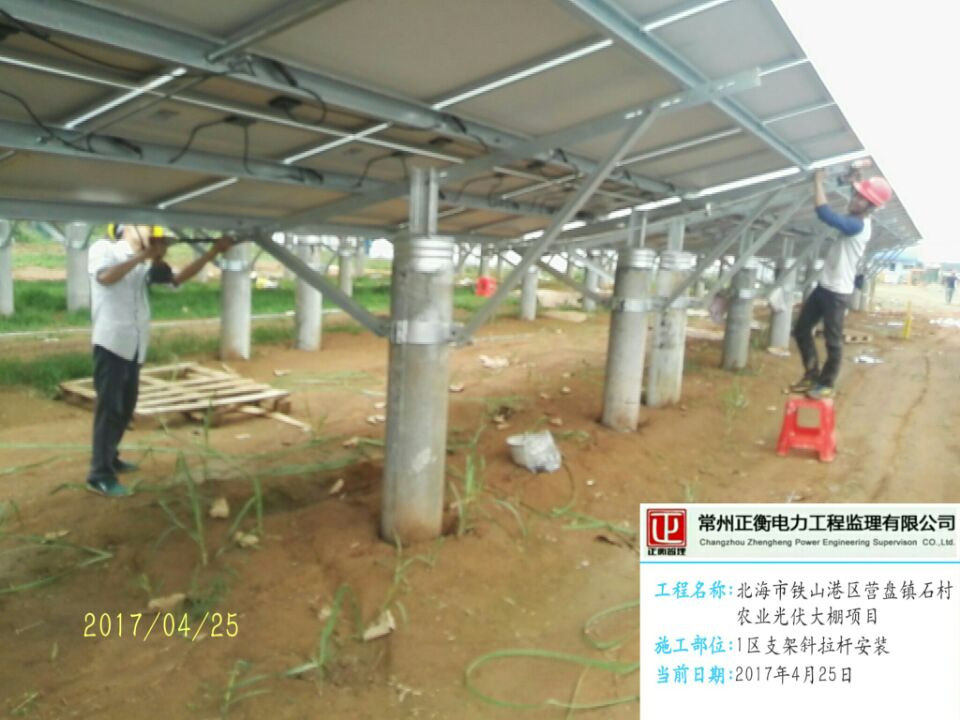 2017/04/25
正衡监理
常州正衡电力工程监理有限公司
Changzhou Zhengheng Power Engineering Supervison CO.,Ltd.
工程名称:北海市铁山港区营盘镇石村
农业光伏大棚项目
施工部位:1区支架斜拉杆安装
当前日期:2017年4月25日